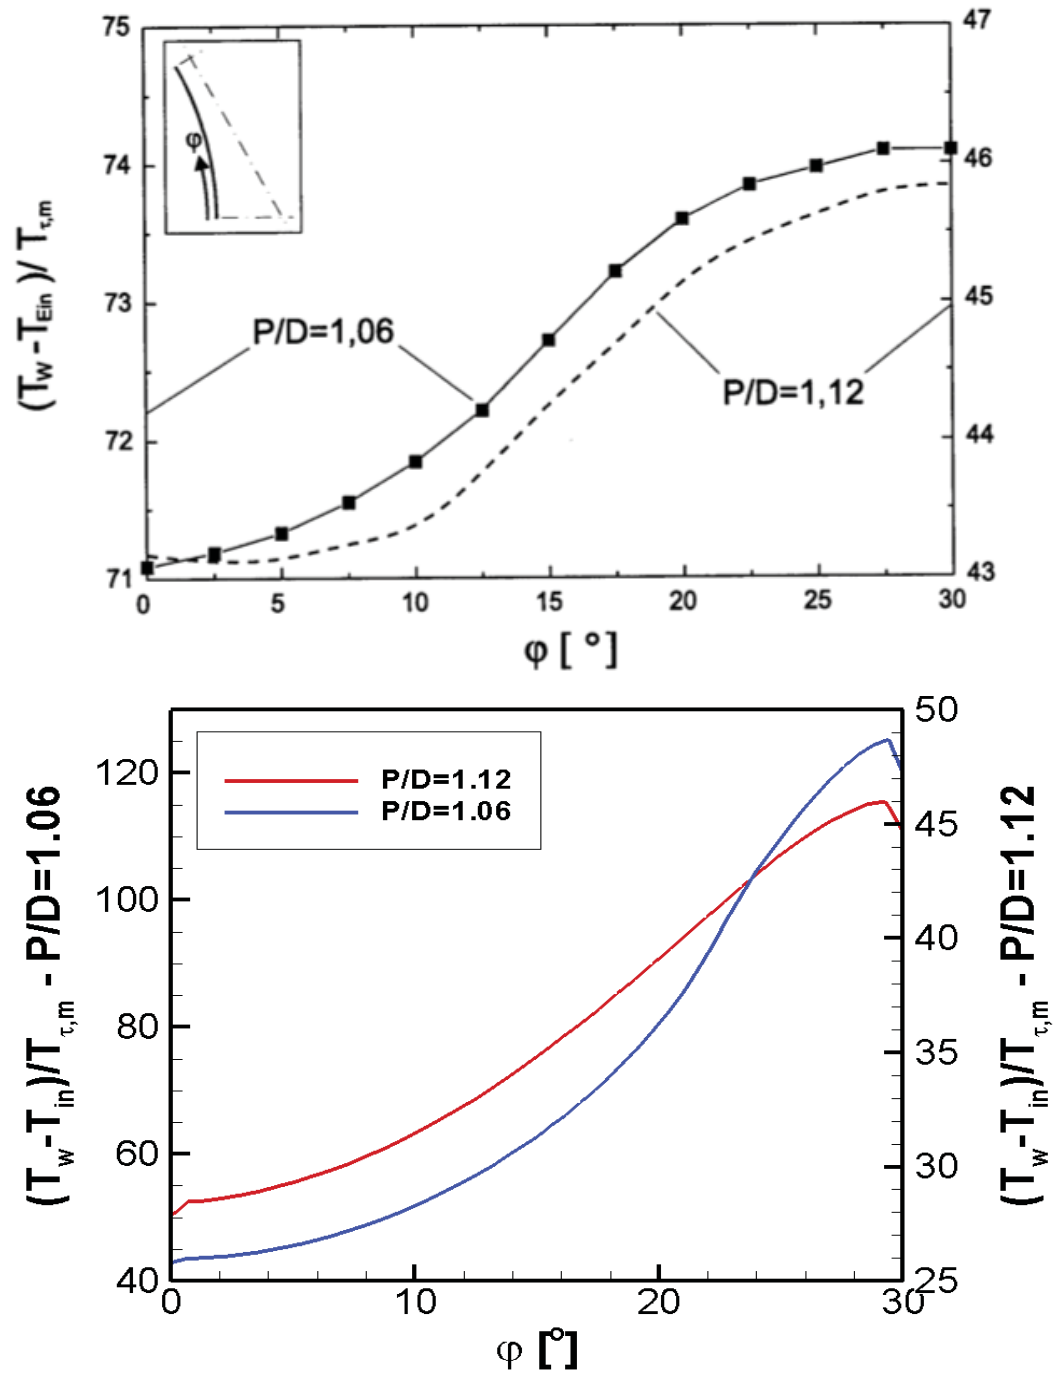 75
47
φ
74
46
(T_W -T_Ein )/ T_τ,m
73
45
P/D=1,06
P/D=1,12
72
44
71
43
0 5 10 15 20 25 30
φ [ °]
50
P/D=1.12
P/D=1.06
120
45
100
40
80
35
60
30
40
25
(T_w-T_in)/T_τ,m - P/D=1.06
(T_w-T_in)/T_τ,m - P/D=1.12
0 10 20 30
φ [°]